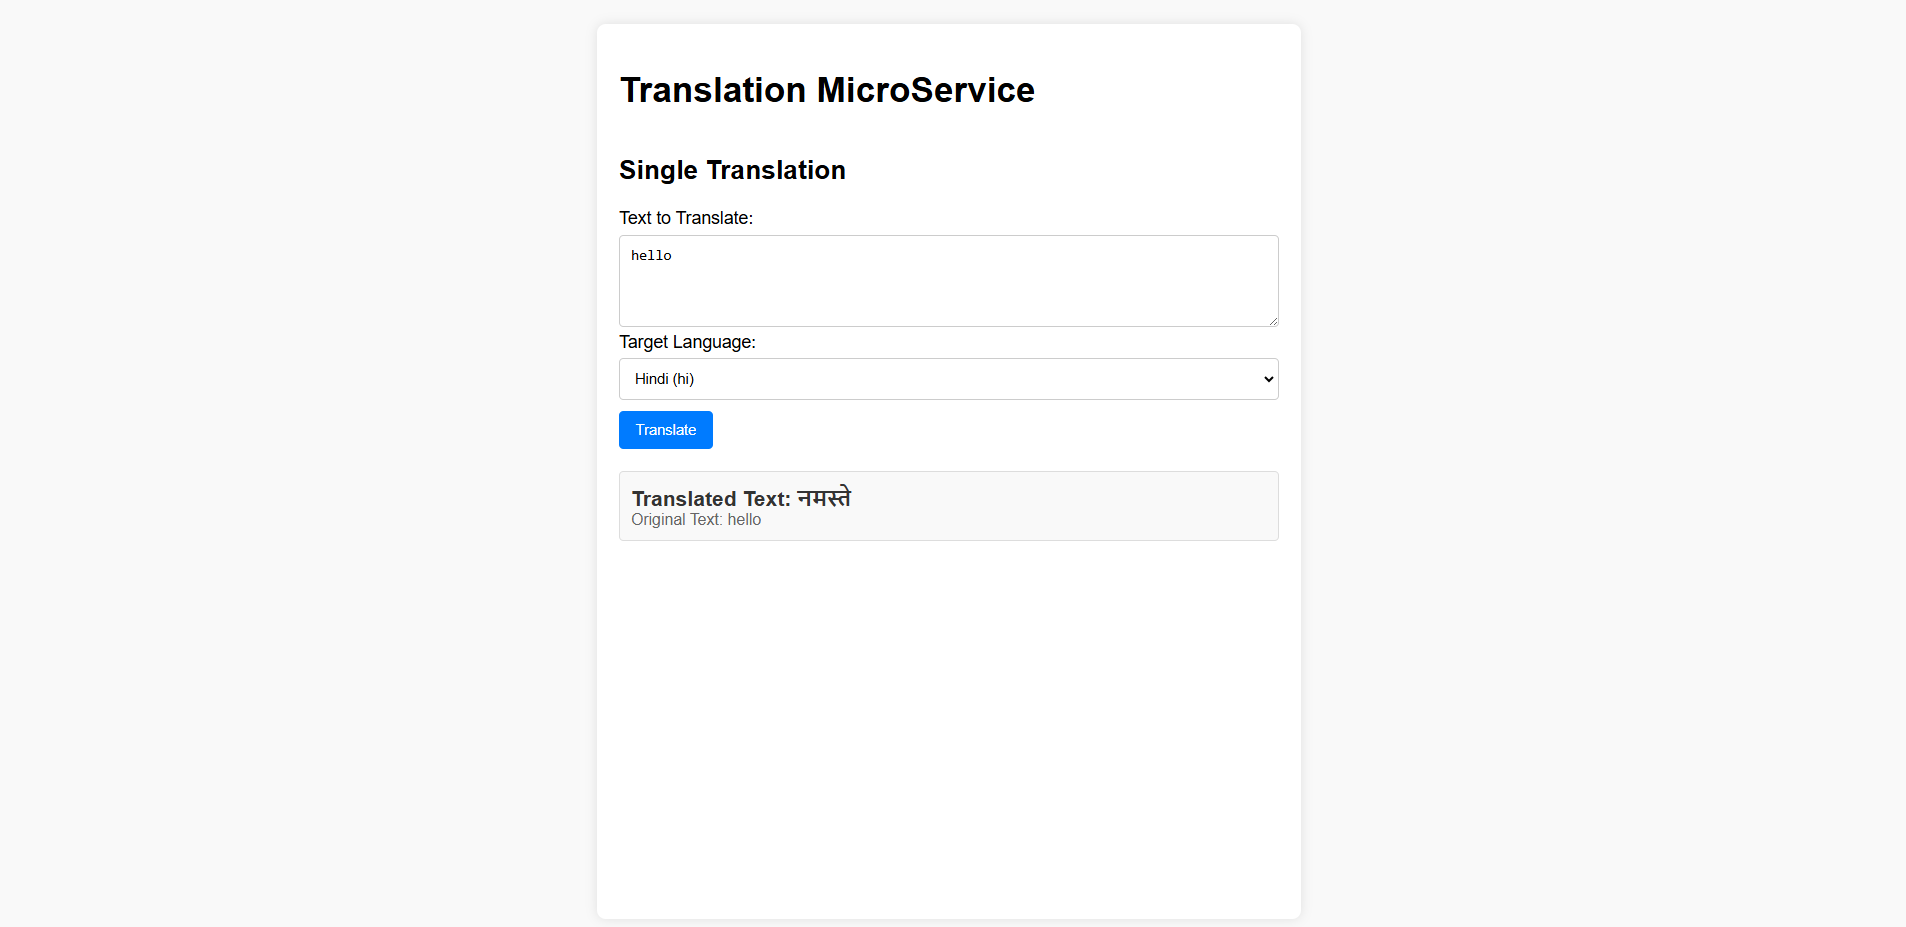 Translation MicroService
Single Translation
Text to Translate:
hello
Target Language:
Hindi (hi)
Translate
Translated Text: नमस्ते
Original Text: hello